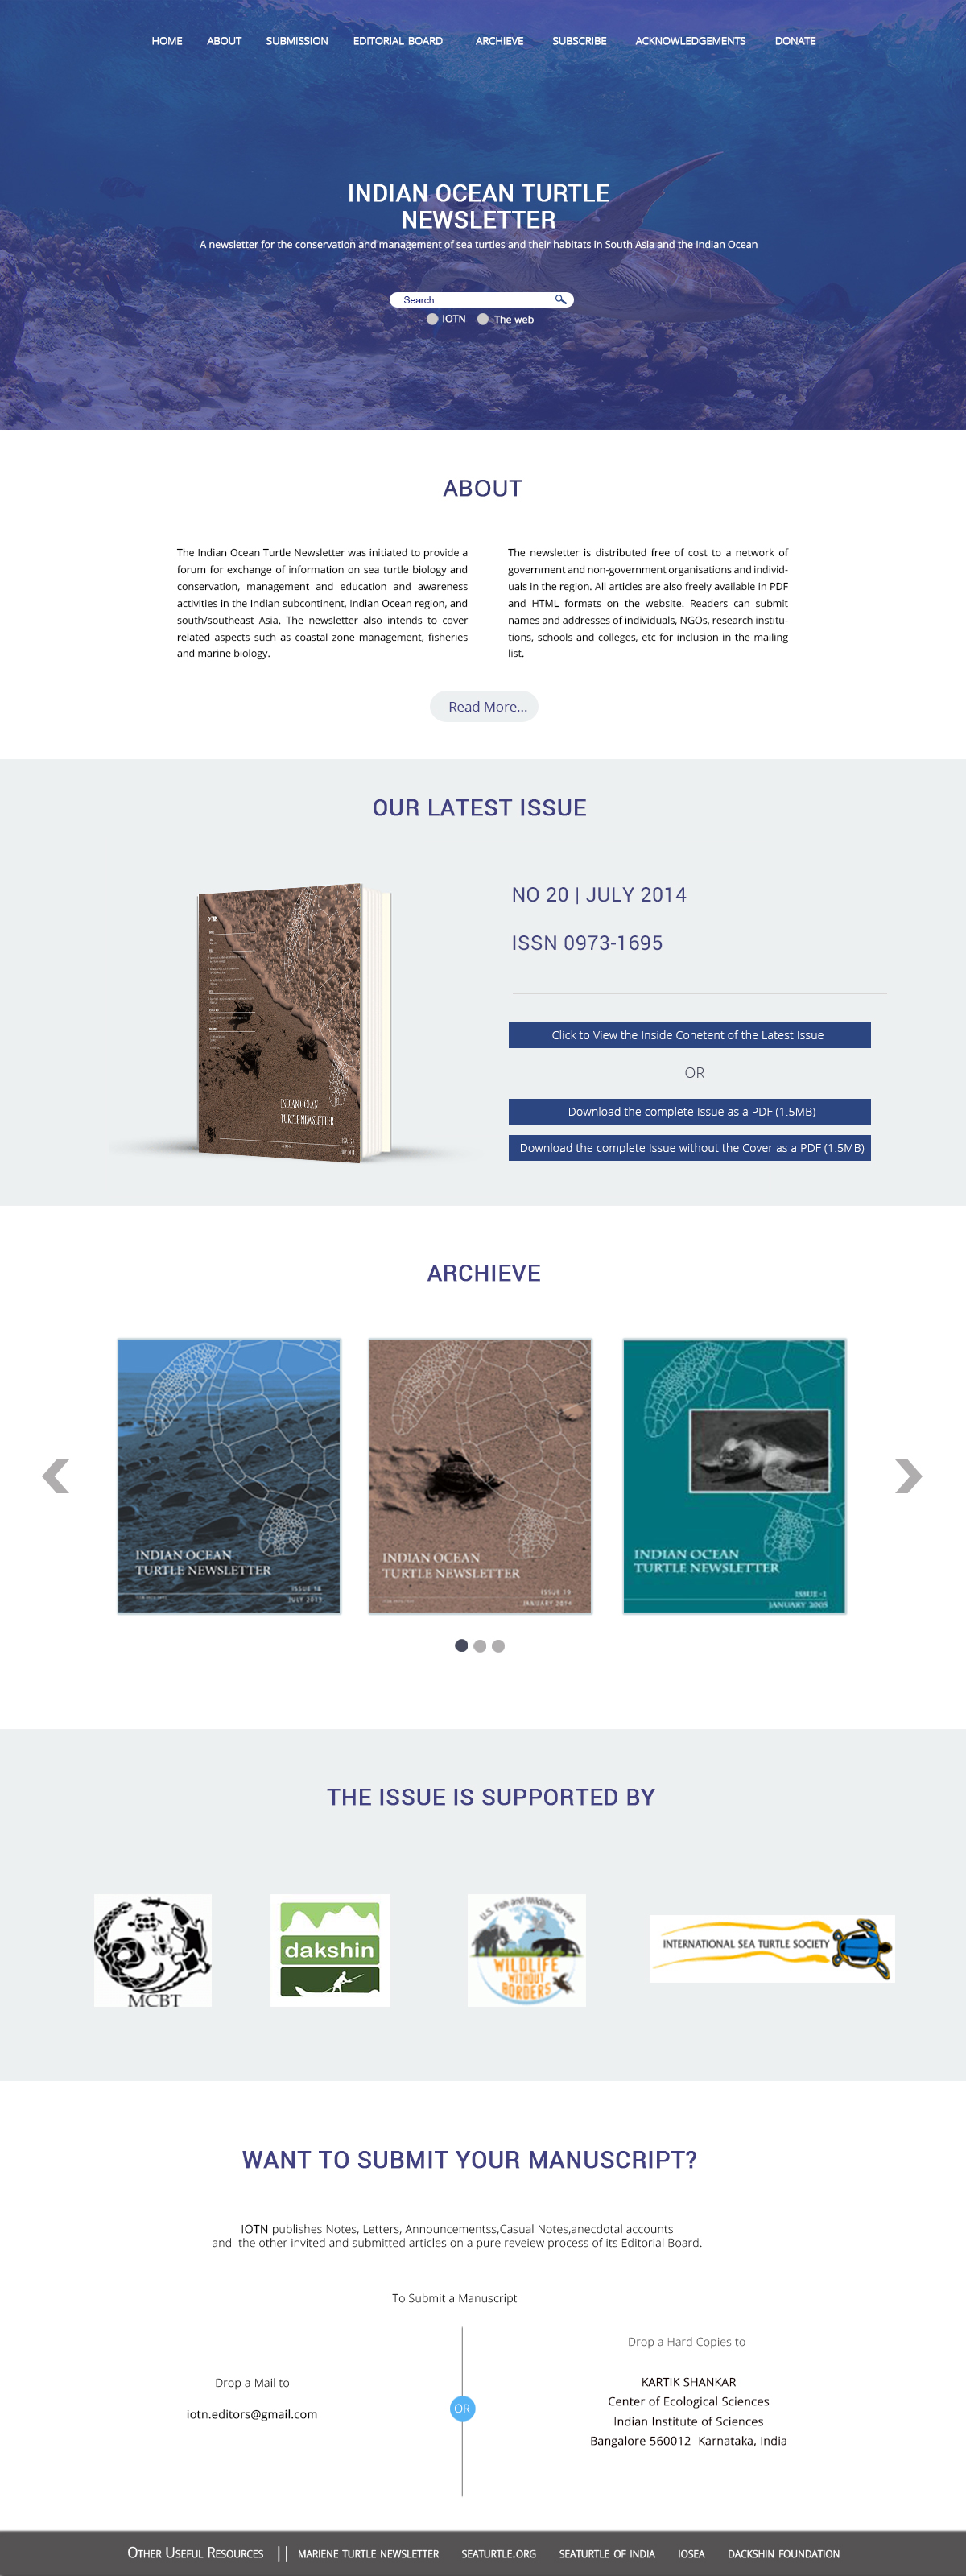 HOME ABOUT SUBMISSION EDITORIAL BOARD ARCHIEVE SUBSCRIBE ACKNOWLEDGEMENTS DONATE
INDIAN OCEAN TURTLE
NEWSLETTER
A newsletter for the conservation and management of sea turtles and their habitats in South Asia and the Indian Ocean
Search
IOTN The web
ABOUT
The Indian Ocean Turtle Newsletter was initiated to provide a
forum for exchange of information on sea turtle biology and
conservation, management and education and awareness
activities in the Indian subcontinent, Indian Ocean region, and
south/southeast Asia. The newsletter also intends to cover
related aspects such as coastal zone management, fisheries
and marine biology.
The newsletter is distributed free of cost to a network of
government and non-government organisations and individ-
uals in the region. All articles are also freely available in PDF
and HTML formats on the website. Readers can submit
names and addresses of individuals, NGOs, research institu-
tions, schools and colleges, etc for inclusion in the mailing
list.
Read More...
OUR LATEST ISSUE
INDIAN OCEAN
TURTLE NEWSLETTER
NO 20 | JULY 2014
ISSN 0973-1695
Click to View the Inside Conetent of the Latest Issue
OR
Download the complete Issue as a PDF (1.5MB)
Download the complete Issue without the Cover as a PDF (1.5MB)
ARCHIEVE
INDIAN OCEAN
TURTLE NEWSLETTER
ISSUE 18
JULY 2013
INDIAN OCEAN
TURTLE NEWSLETTER
ISSUE 19
JANUARY 2014
INDIAN OCEAN
TURTLE NEWSLETTER
ISSUE -1
JANUARY 2005
THE ISSUE IS SUPPORTED BY
MCBT
dakshin
U.S. Fish and Wildlife Service
WILDLIFE
WITHOUT
BORDERS
INTERNATIONAL SEA TURTLE SOCIETY
WANT TO SUBMIT YOUR MANUSCRIPT?
IOTN publishes Notes, Letters, Announcementss,Casual Notes,anecdotal accounts
and the other invited and submitted articles on a pure reveiew process of its Editorial Board.
To Submit a Manuscript
Drop a Mail to
iotn.editors@gmail.com
OR
Drop a Hard Copies to
KARTIK SHANKAR
Center of Ecological Sciences
Indian Institute of Sciences
Bangalore 560012 Karnataka, India
Other Useful Resources || MARIENE TURTLE NEWSLETTER SEATURTLE.ORG SEATURTLE OF INDIA IOSEA DACKSHIN FOUNDATION